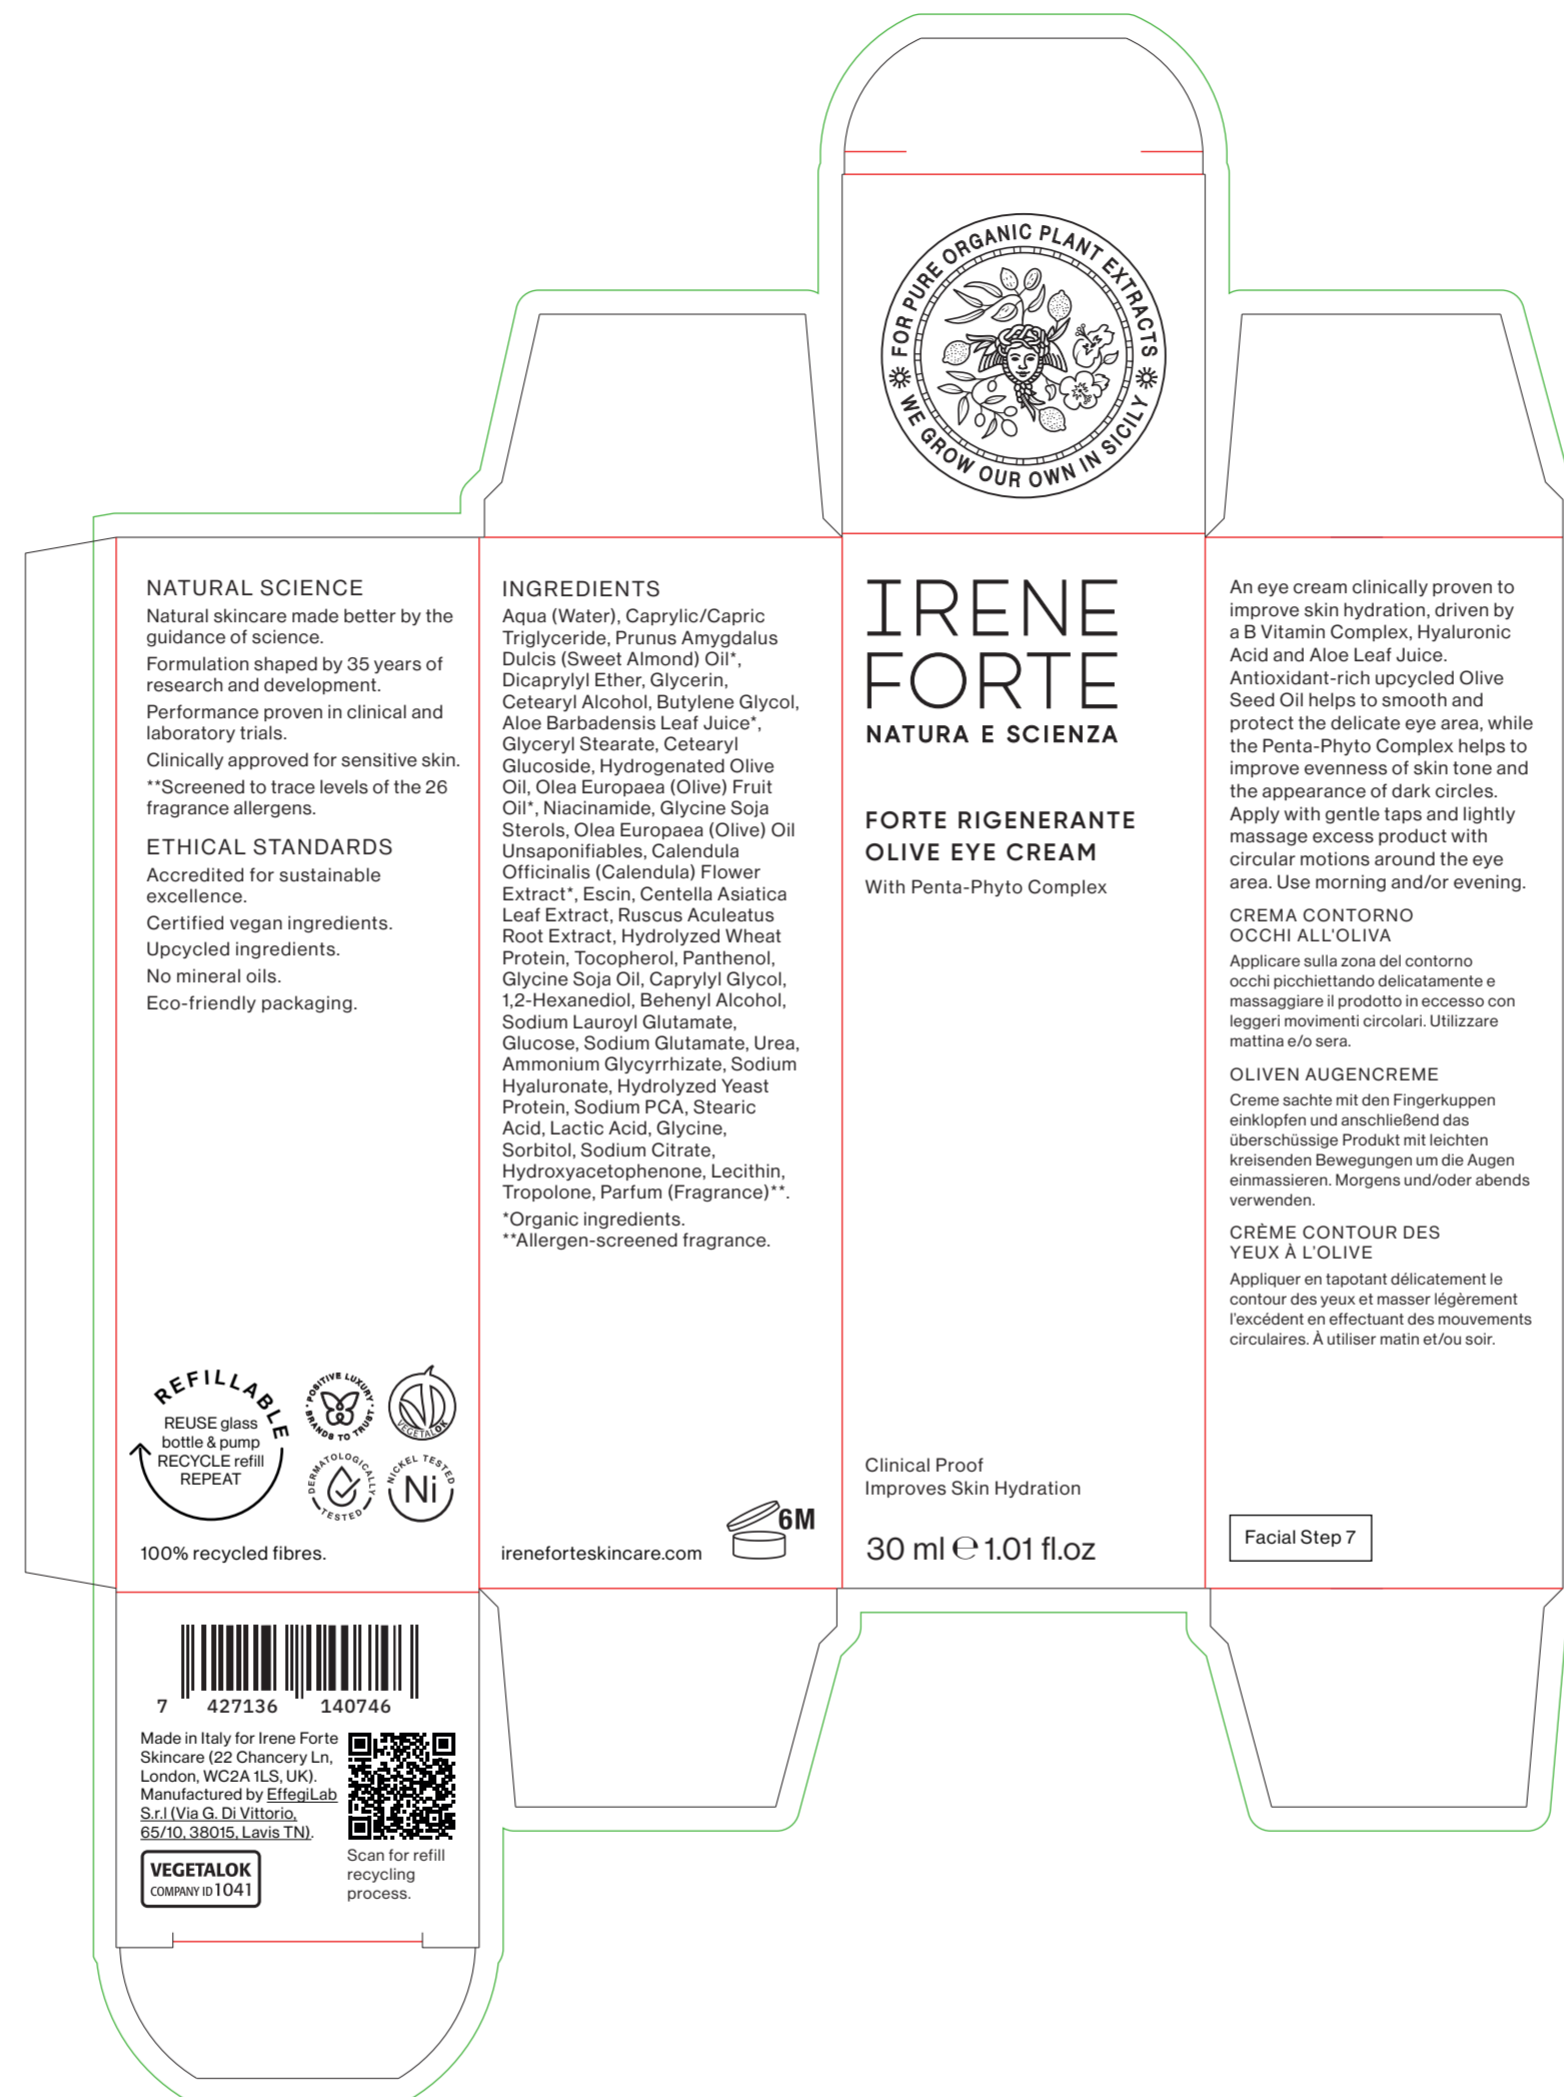 FOR PURE ORGANIC PLANT EXTRACTS
WE GROW OUR OWN IN SICILY
NATURAL SCIENCE
Natural skincare made better by the
guidance of science.
Formulation shaped by 35 years of
research and development.
Performance proven in clinical and
laboratory trials.
Clinically approved for sensitive skin.
**Screened to trace levels of the 26
fragrance allergens.
ETHICAL STANDARDS
Accredited for sustainable
excellence.
Certified vegan ingredients.
Upcycled ingredients.
No mineral oils.
Eco-friendly packaging.
REFILLABLE
REUSE glass
bottle & pump
RECYCLE refill
REPEAT
POSITIVE LUXURY
BRANDS TO TRUST
VEGETALOK
DERMATOLOGICALLY
TESTED
NICKEL TESTED
Ni
100% recycled fibres.
INGREDIENTS
Aqua (Water), Caprylic/Capric
Triglyceride, Prunus Amygdalus
Dulcis (Sweet Almond) Oil*,
Dicaprylyl Ether, Glycerin,
Cetearyl Alcohol, Butylene Glycol,
Aloe Barbadensis Leaf Juice*,
Glyceryl Stearate, Cetearyl
Glucoside, Hydrogenated Olive
Oil, Olea Europaea (Olive) Fruit
Oil*, Niacinamide, Glycine Soja
Sterols, Olea Europaea (Olive) Oil
Unsaponifiables, Calendula
Officinalis (Calendula) Flower
Extract*, Escin, Centella Asiatica
Leaf Extract, Ruscus Aculeatus
Root Extract, Hydrolyzed Wheat
Protein, Tocopherol, Panthenol,
Glycine Soja Oil, Caprylyl Glycol,
1,2-Hexanediol, Behenyl Alcohol,
Sodium Lauroyl Glutamate,
Glucose, Sodium Glutamate, Urea,
Ammonium Glycyrrhizate, Sodium
Hyaluronate, Hydrolyzed Yeast
Protein, Sodium PCA, Stearic
Acid, Lactic Acid, Glycine,
Sorbitol, Sodium Citrate,
Hydroxyacetophenone, Lecithin,
Tropolone, Parfum (Fragrance)**.
*Organic ingredients.
**Allergen-screened fragrance.
ireneforteskincare.com
6M
IRENE
FORTE
NATURA E SCIENZA
FORTE RIGENERANTE
OLIVE EYE CREAM
With Penta-Phyto Complex
Clinical Proof
Improves Skin Hydration
30 ml ℮ 1.01 fl.oz
An eye cream clinically proven to
improve skin hydration, driven by
a B Vitamin Complex, Hyaluronic
Acid and Aloe Leaf Juice.
Antioxidant-rich upcycled Olive
Seed Oil helps to smooth and
protect the delicate eye area, while
the Penta-Phyto Complex helps to
improve evenness of skin tone and
the appearance of dark circles.
Apply with gentle taps and lightly
massage excess product with
circular motions around the eye
area. Use morning and/or evening.
CREMA CONTORNO
OCCHI ALL'OLIVA
Applicare sulla zona del contorno
occhi picchiettando delicatamente e
massaggiare il prodotto in eccesso con
leggeri movimenti circolari. Utilizzare
mattina e/o sera.
OLIVEN AUGENCREME
Creme sachte mit den Fingerkuppen
einklopfen und anschließend das
überschüssige Produkt mit leichten
kreisenden Bewegungen um die Augen
einmassieren. Morgens und/oder abends
verwenden.
CRÈME CONTOUR DES
YEUX À L'OLIVE
Appliquer en tapotant délicatement le
contour des yeux et masser légèrement
l'excédent en effectuant des mouvements
circulaires. À utiliser matin et/ou soir.
Facial Step 7
7 427136 140746
Made in Italy for Irene Forte
Skincare (22 Chancery Ln,
London, WC2A 1LS, UK).
Manufactured by EffegiLab
S.r.l (Via G. Di Vittorio,
65/10, 38015, Lavis TN).
VEGETALOK
COMPANY ID 1041
Scan for refill
recycling
process.